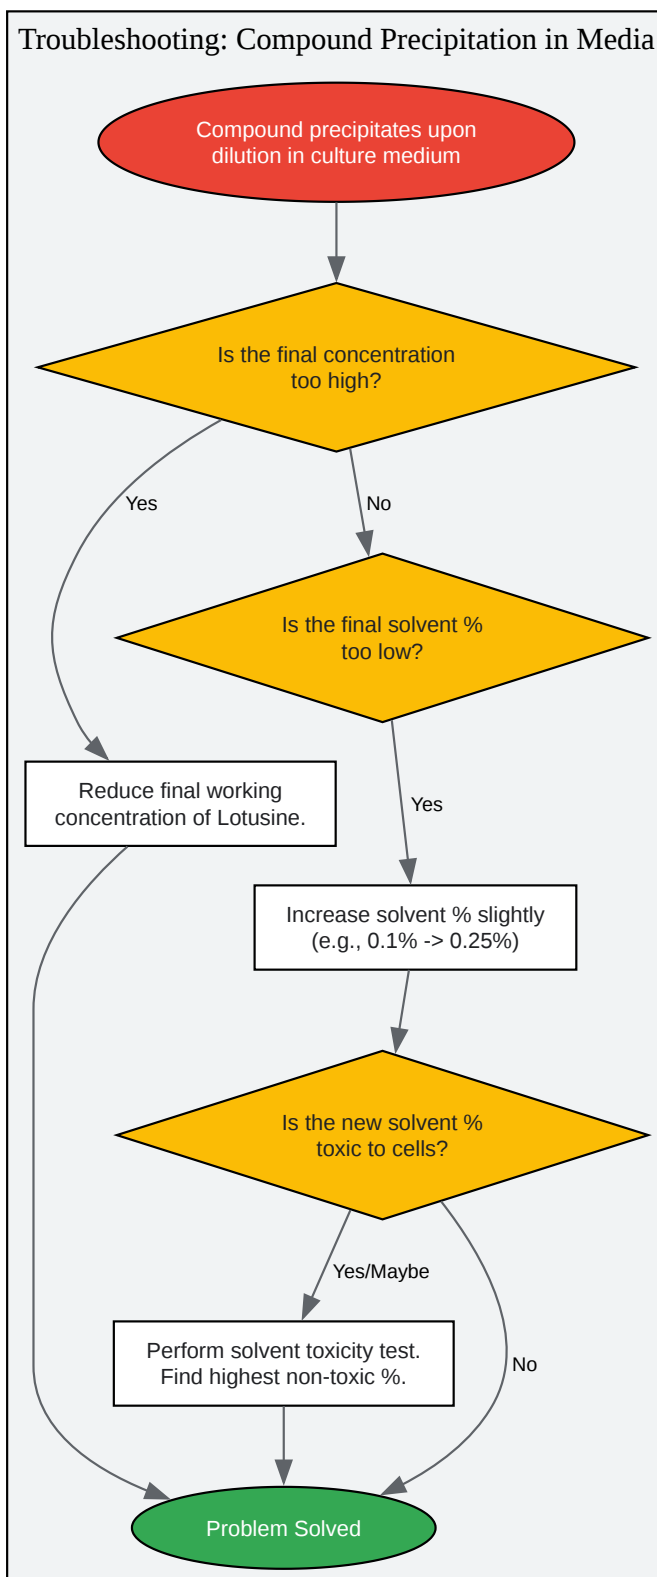 Troubleshooting: Compound Precipitation in Media
Compound precipitates upon
dilution in culture medium
Is the final concentration
too high?
Yes
No
Is the final solvent %
too low?
Reduce final working
concentration of Lotusine.
Yes
Increase solvent % slightly
(e.g., 0.1% -> 0.25%)
Is the new solvent %
toxic to cells?
Yes/Maybe
Perform solvent toxicity test.
Find highest non-toxic %.
No
Problem Solved